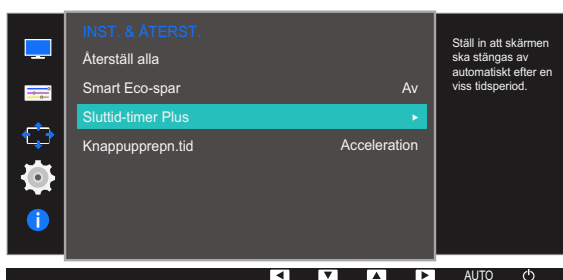 INST. & ÅTERST.
Återställ alla
Smart Eco-spar Av
Sluttid-timer Plus
Knappupprepn.tid Acceleration
Ställ in att skärmen
ska stängas av
automatiskt efter en
viss tidsperiod.
AUTO